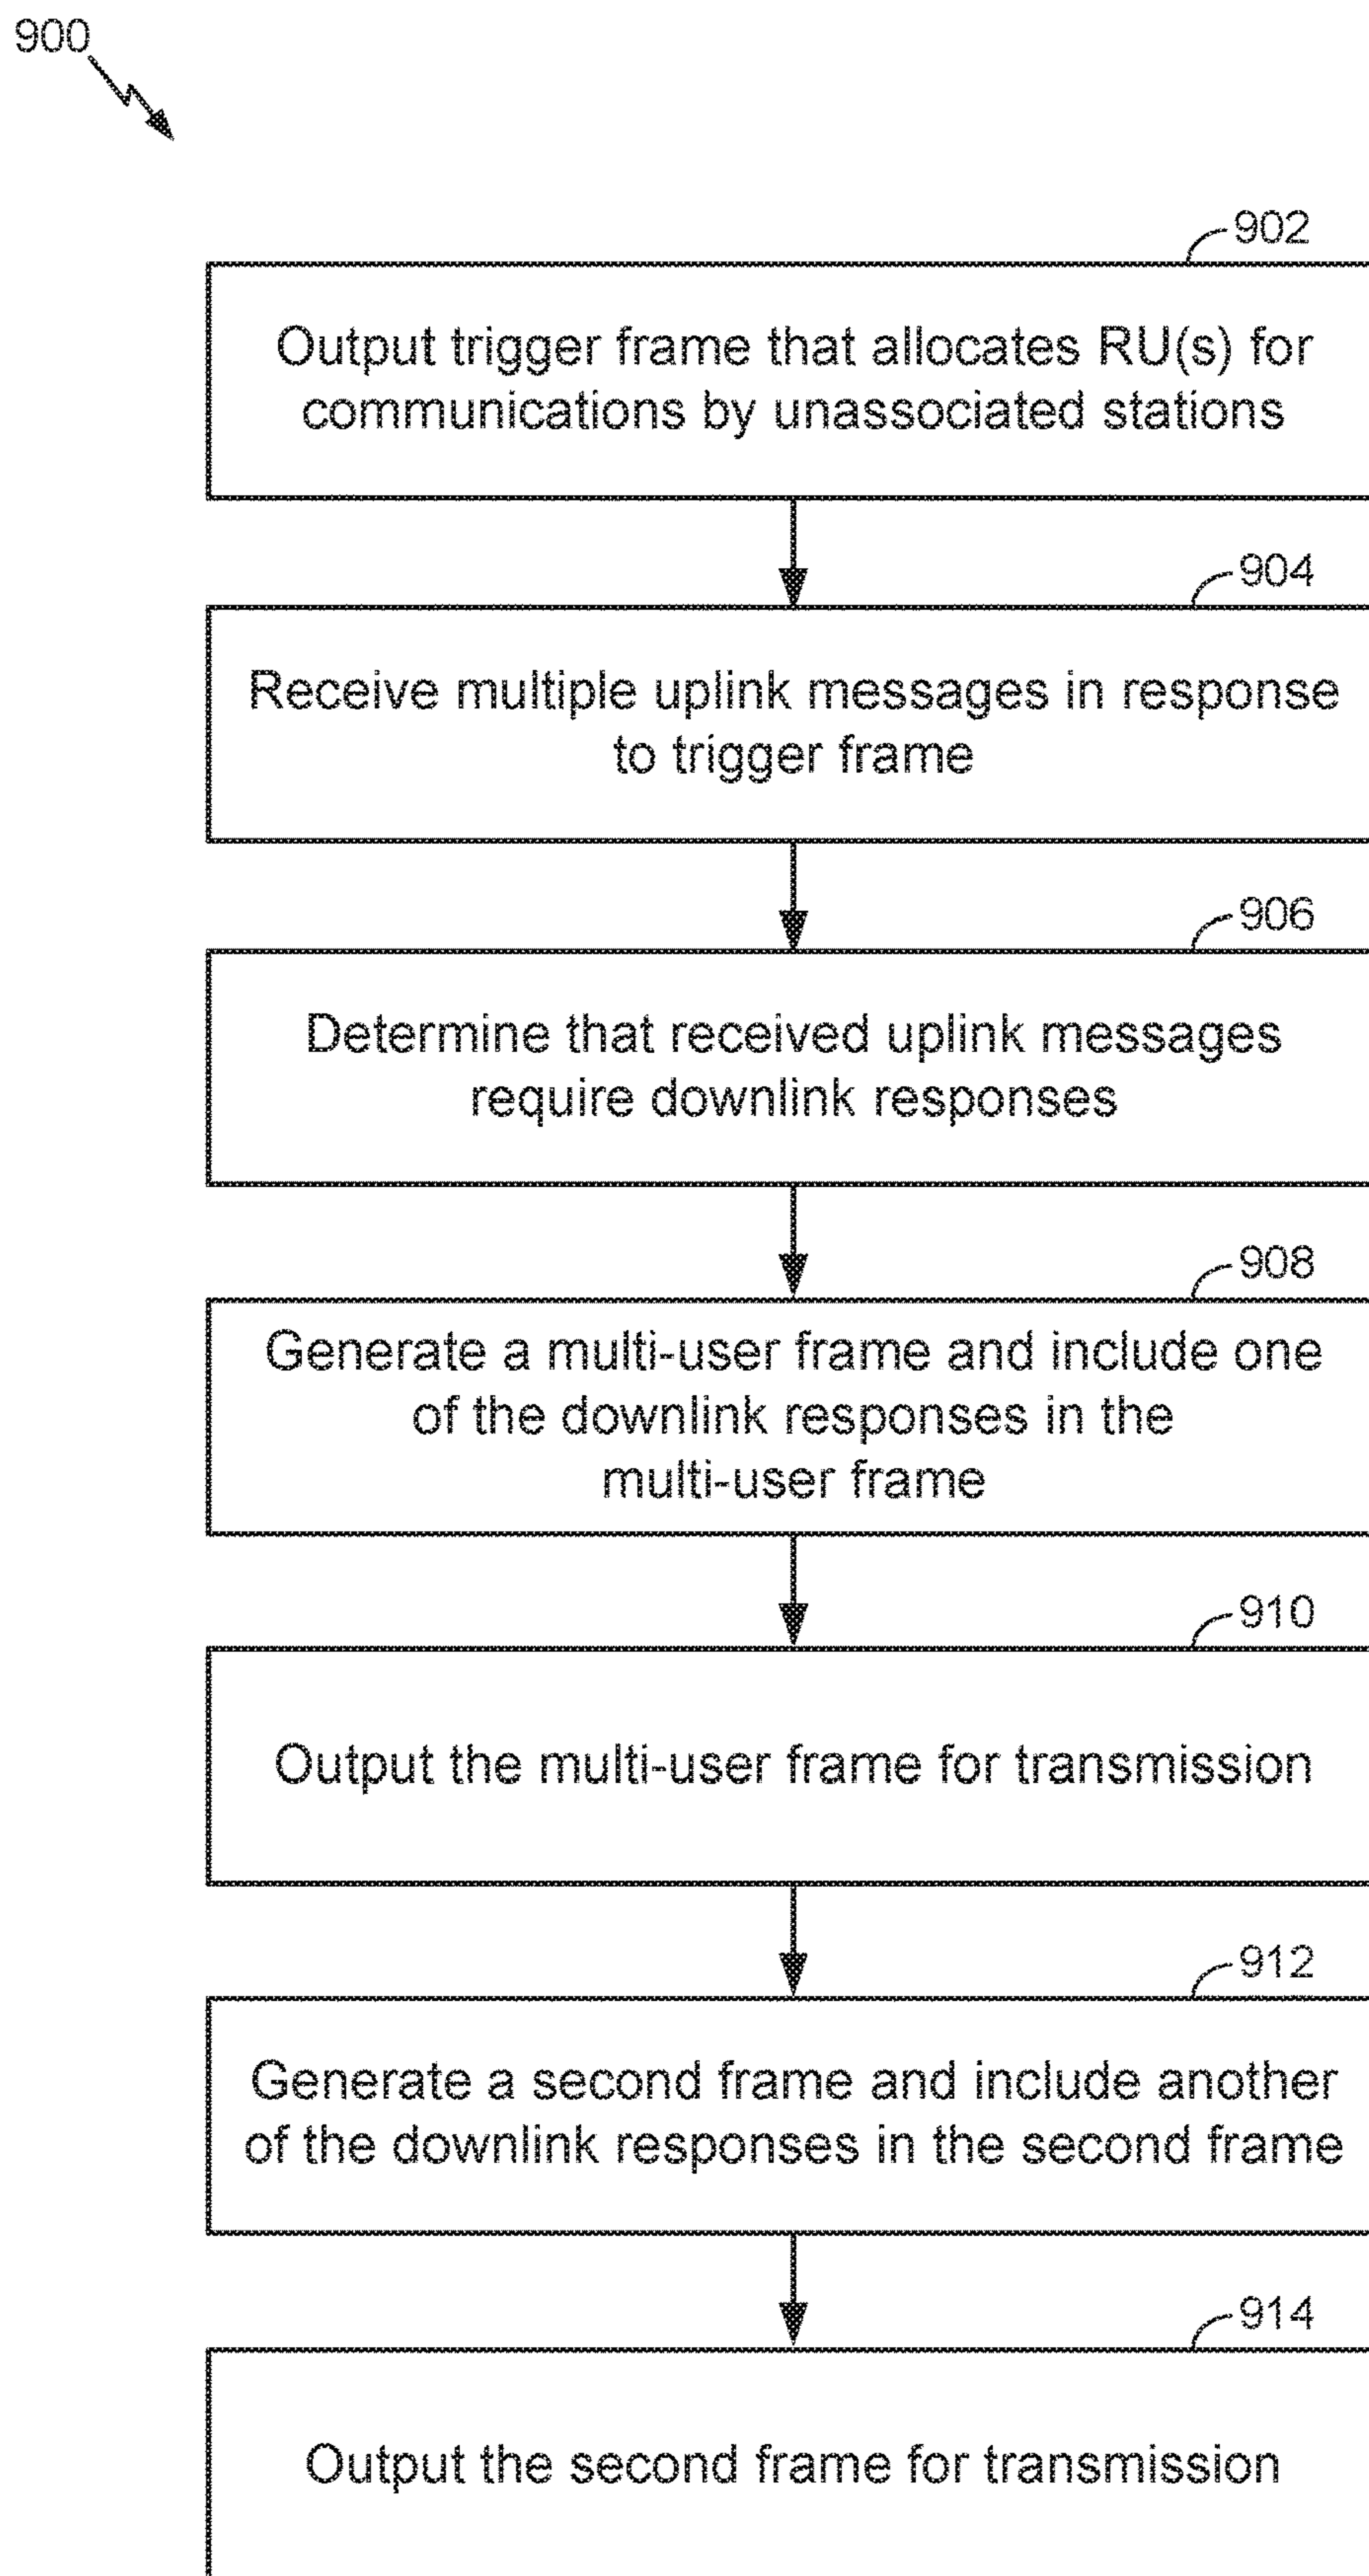 900
902
Output trigger frame that allocates RU(s) for
communications by unassociated stations
904
Receive multiple uplink messages in response
to trigger frame
906
Determine that received uplink messages
require downlink responses
908
Generate a multi-user frame and include one
of the downlink responses in the
multi-user frame
910
Output the multi-user frame for transmission
912
Generate a second frame and include another
of the downlink responses in the second frame
914
Output the second frame for transmission